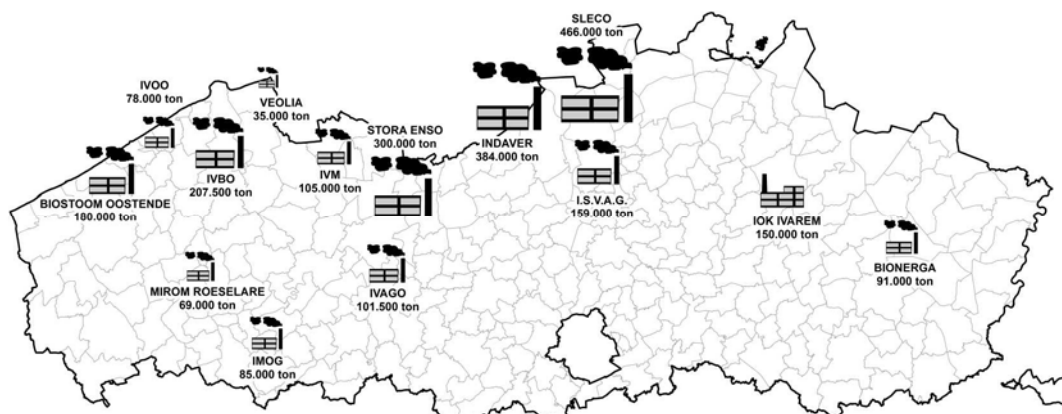 SLECO
466.000 ton
IVOO
78.000 ton
VEOLIA
35.000 ton
STORA ENSO
300.000 ton
INDAVER
384.000 ton
IVBO
207.500 ton
IVM
105.000 ton
BIOSTOOM OOSTENDE
180.000 ton
I.S.V.A.G.
159.000 ton
IOK IVAREM
150.000 ton
BIONERGA
91.000 ton
MIROM ROESELARE
69.000 ton
IVAGO
101.500 ton
IMOG
85.000 ton